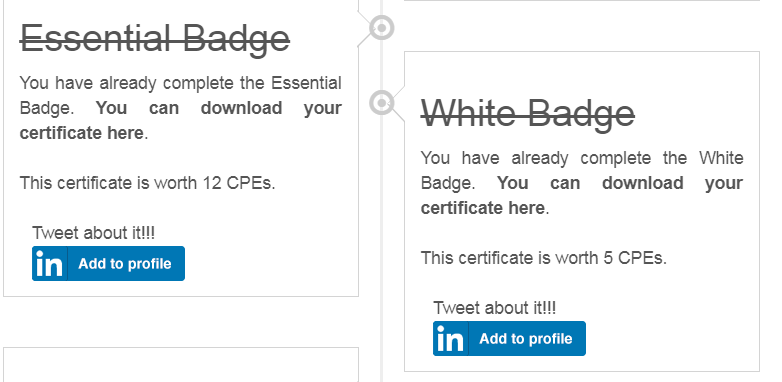 Essential Badge
You have already complete the Essential
Badge. You can download your
certificate here.
This certificate is worth 12 CPEs.
Tweet about it!!!
in Add to profile
White Badge
You have already complete the White
Badge. You can download your
certificate here.
This certificate is worth 5 CPEs.
Tweet about it!!!
in Add to profile